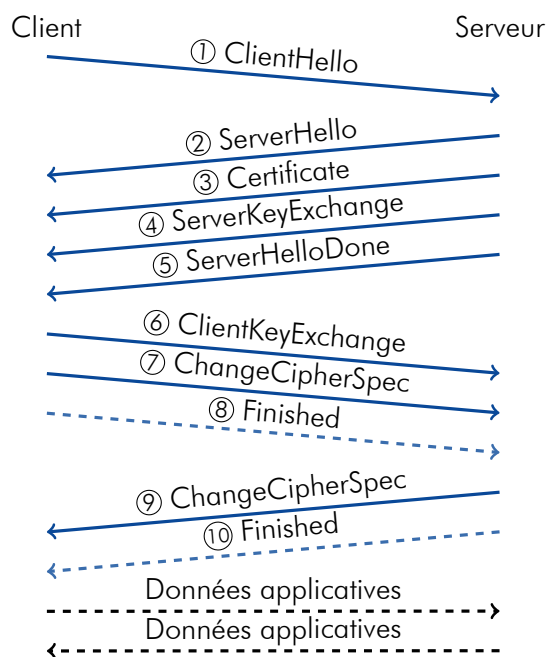 Client Serveur
① ClientHello
② ServerHello
③ Certificate
④ ServerKeyExchange
⑤ ServerHelloDone
⑥ ClientKeyExchange
⑦ ChangeCipherSpec
⑧ Finished
⑨ ChangeCipherSpec
⑩ Finished
Données applicatives
Données applicatives